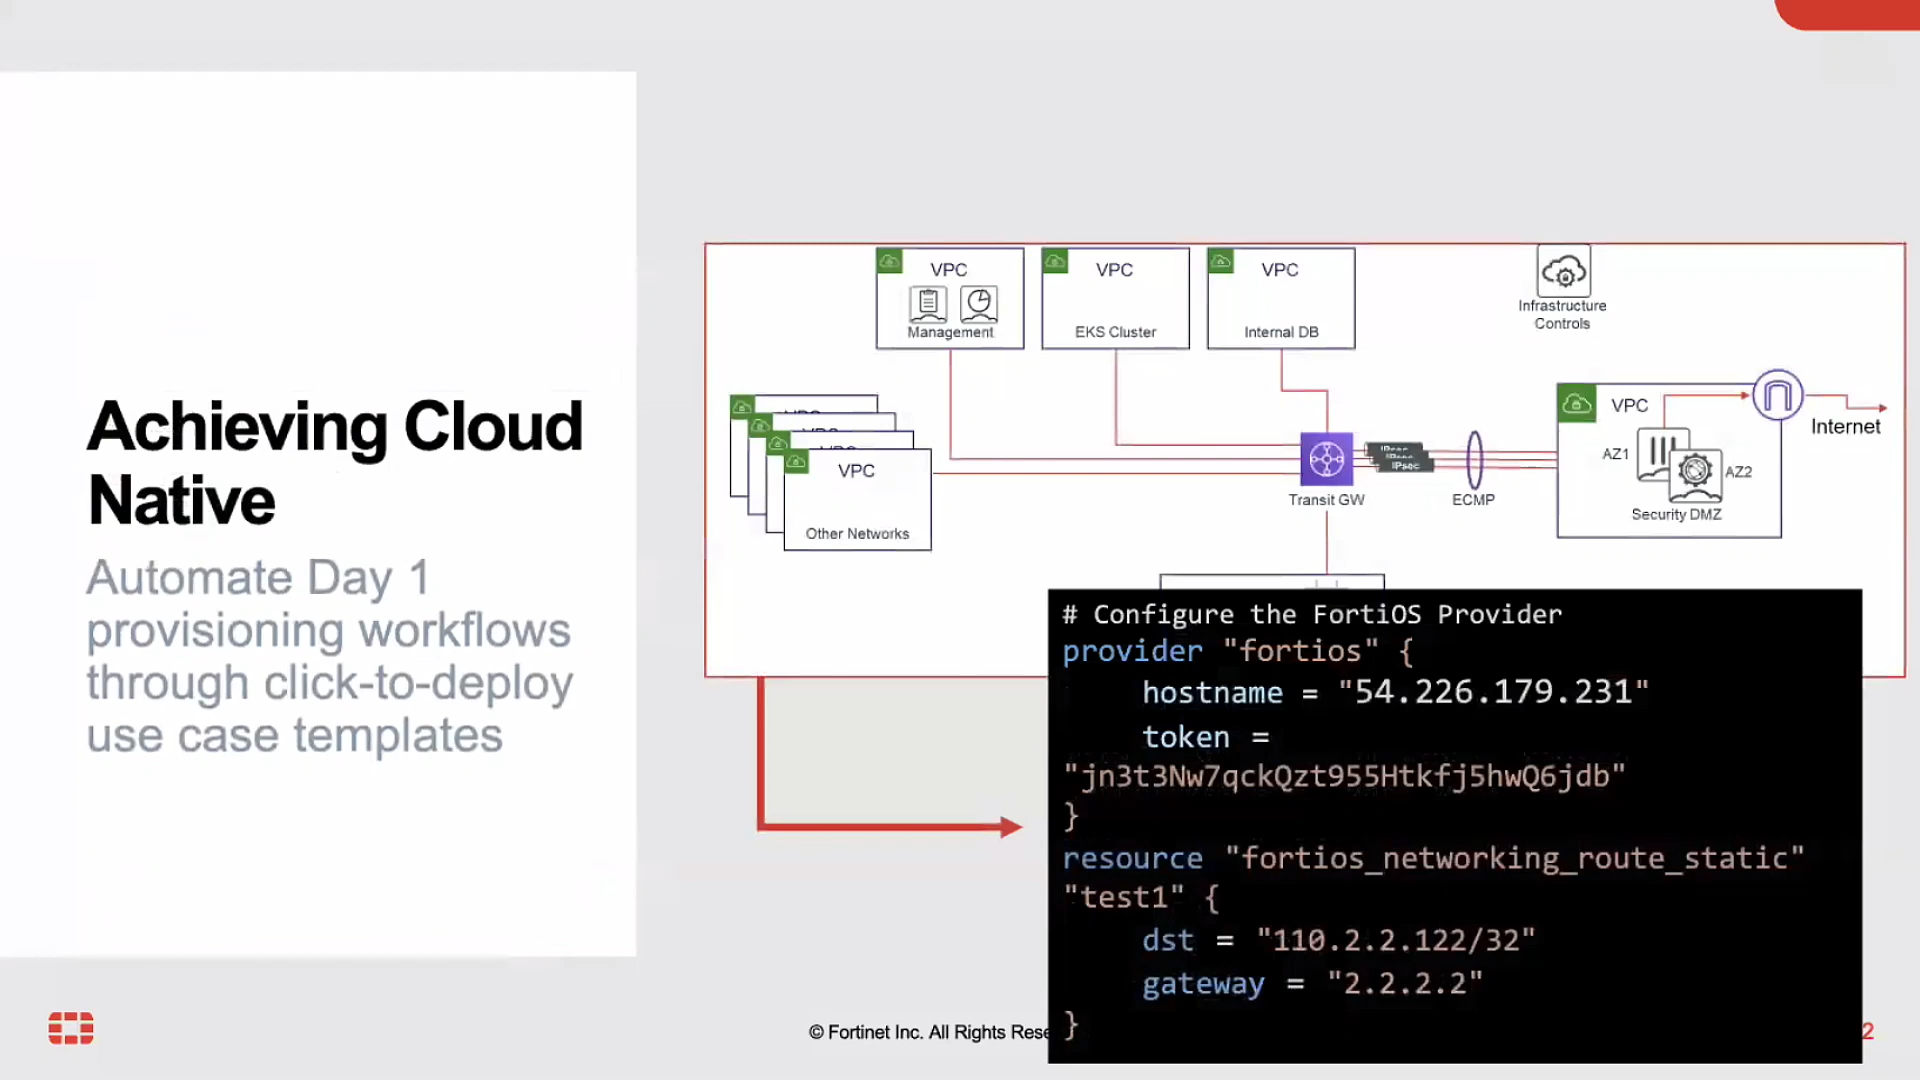 Achieving Cloud
Native
Automate Day 1
provisioning workflows
through click-to-deploy
use case templates
VPC
Management
VPC
EKS Cluster
VPC
Internal DB
Infrastructure
Controls
VPC
Other Networks
Transit GW
IPsec
ECMP
VPC
AZ1
AZ2
Security DMZ
Internet
# Configure the FortiOS Provider
provider "fortios" {
hostname = "54.226.179.231"
token =
"jn3t3Nw7qckQzt955Htkfj5hwQ6jdb"
}
resource "fortios_networking_route_static"
"test1" {
dst = "110.2.2.122/32"
gateway = "2.2.2.2"
}
© Fortinet Inc. All Rights Rese
2